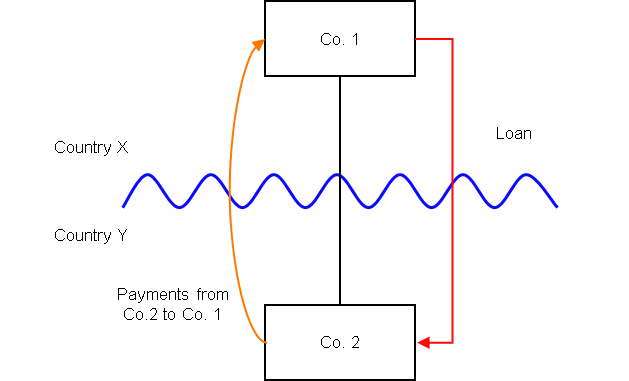 Co. 1
Loan
Country X
Country Y
Payments from
Co.2 to Co. 1
Co. 2